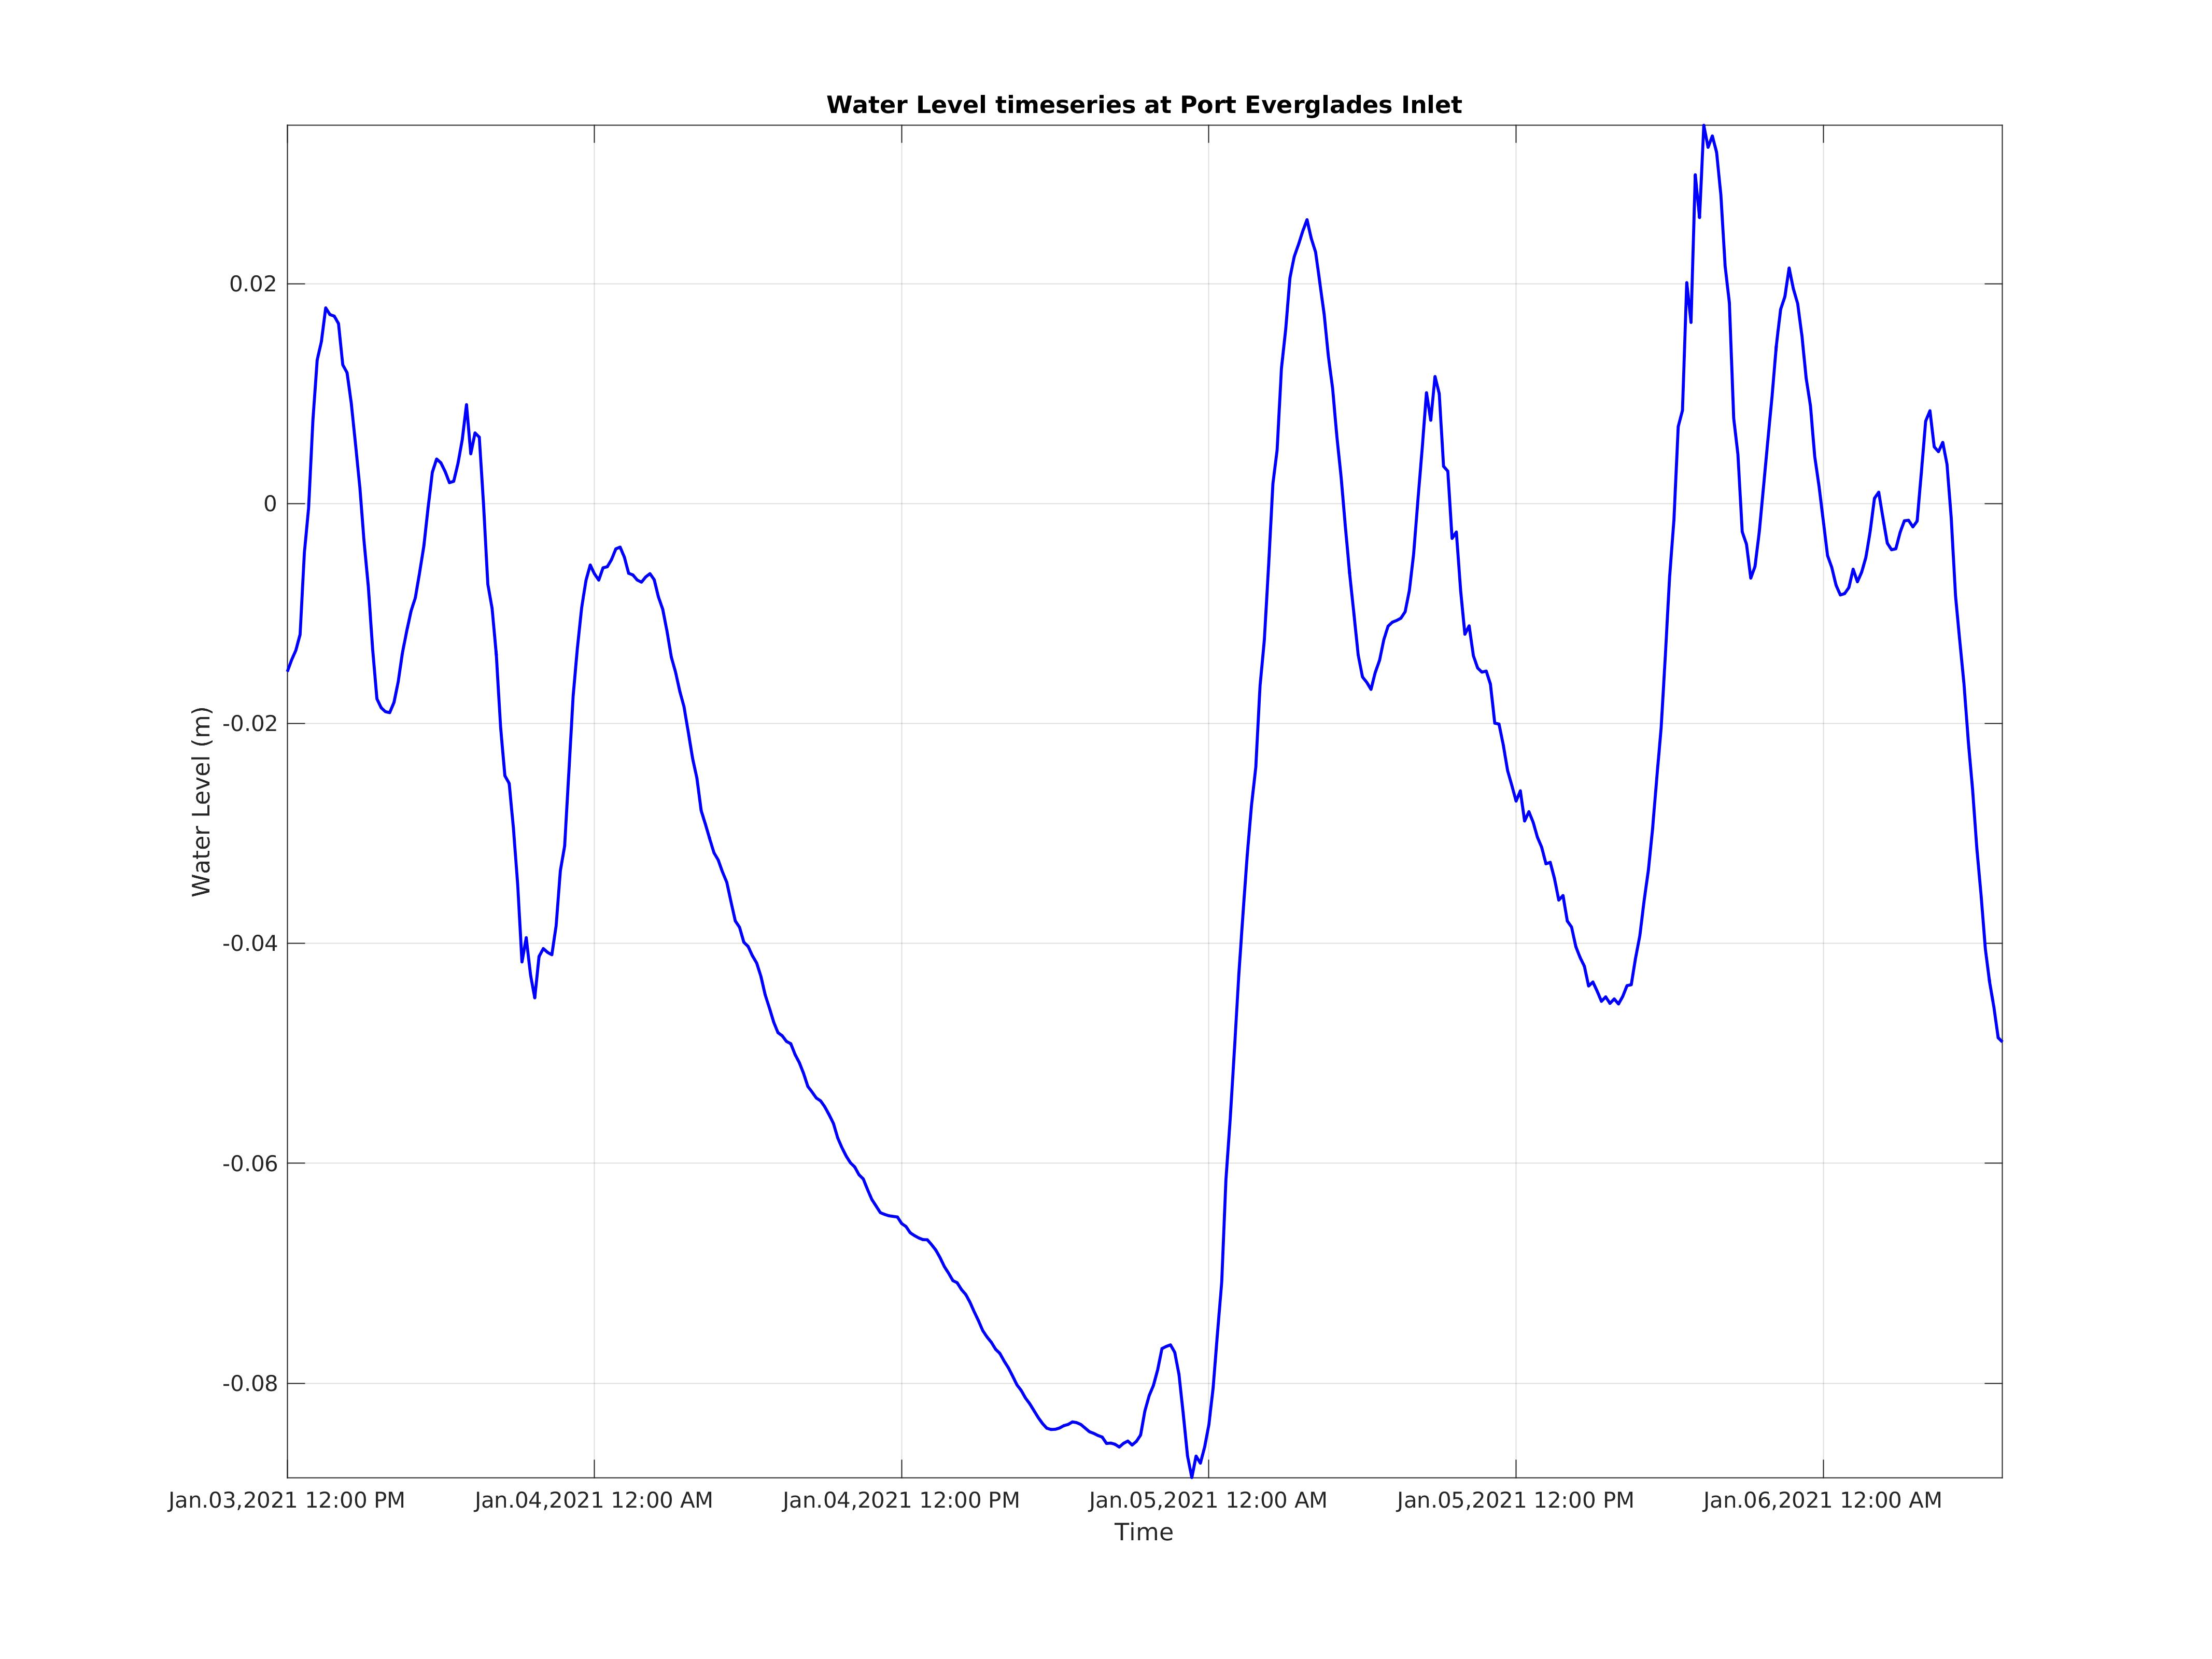 Water Level timeseries at Port Everglades Inlet
0.02
0
-0.02
-0.04
-0.06
-0.08
Water Level (m)
Jan.03,2021 12:00 PM
Jan.04,2021 12:00 AM
Jan.04,2021 12:00 PM
Jan.05,2021 12:00 AM
Jan.05,2021 12:00 PM
Jan.06,2021 12:00 AM
Time